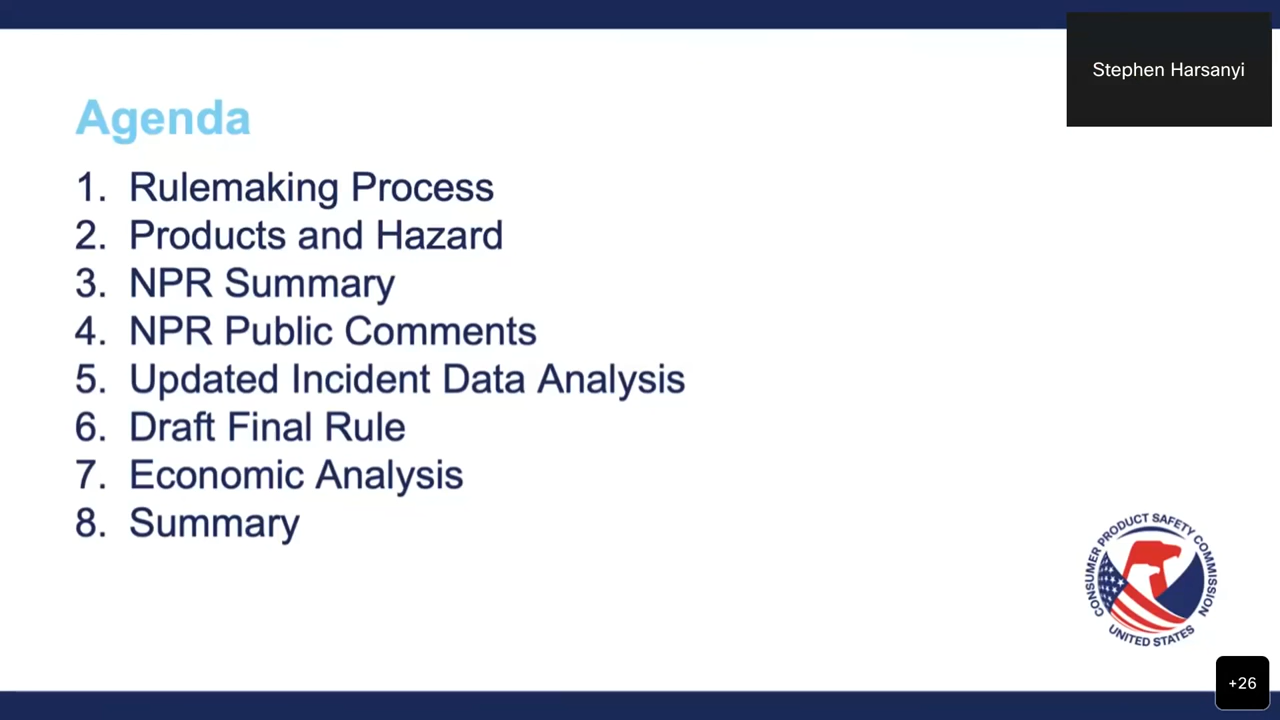 Stephen Harsanyi
Agenda
1. Rulemaking Process
2. Products and Hazard
3. NPR Summary
4. NPR Public Comments
5. Updated Incident Data Analysis
6. Draft Final Rule
7. Economic Analysis
8. Summary
CONSUMER PRODUCT SAFETY COMMISSION
UNITED STATES
+26